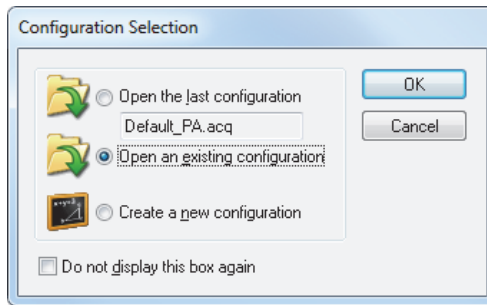 Configuration Selection
Open the last configuration
Default_PA.acq
Open an existing configuration
Create a new configuration
Do not display this box again
OK
Cancel